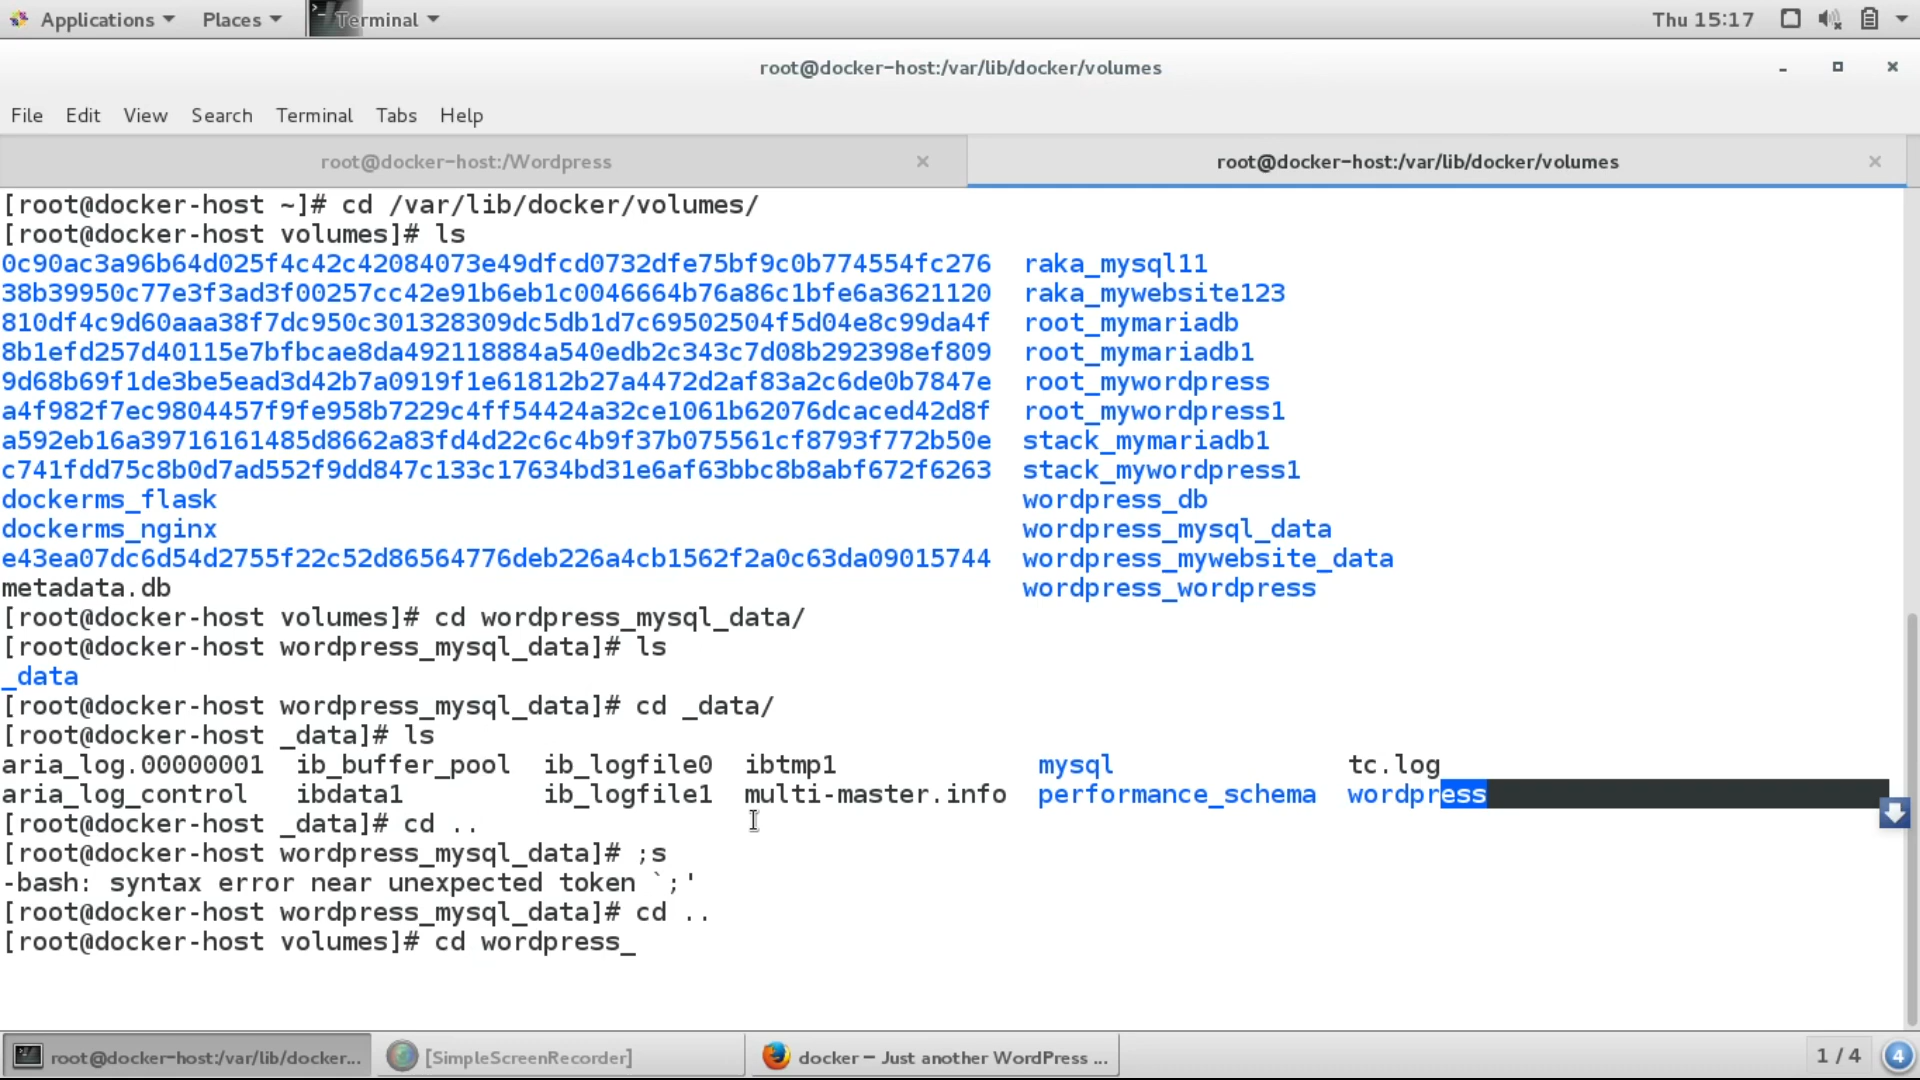 Applications Places Terminal Thu 15:17
root@docker-host:/var/lib/docker/volumes
File Edit View Search Terminal Tabs Help
root@docker-host:/Wordpress root@docker-host:/var/lib/docker/volumes
[root@docker-host ~]# cd /var/lib/docker/volumes/
[root@docker-host volumes]# ls
0c90ac3a96b64d025f4c42c42084073e49dfcd0732dfe75bf9c0b774554fc276 raka_mysql11
38b39950c77e3f3ad3f00257cc42e91b6eb1c0046664b76a86c1bfe6a3621120 raka_mywebsite123
810df4c9d60aaa38f7dc950c301328309dc5db1d7c69502504f5d04e8c99da4f root_mymariadb
8b1efd257d40115e7bfbcae8da492118884a540edb2c343c7d08b292398ef809 root_mymariadb1
9d68b69f1de3be5ead3d42b7a0919f1e61812b27a4472d2af83a2c6de0b7847e root_mywordpress
a4f982f7ec9804457f9fe958b7229c4ff54424a32ce1061b62076dcaced42d8f root_mywordpress1
a592eb16a39716161485d8662a83fd4d22c6c4b9f37b075561cf8793f772b50e stack_mymariadb1
c741fdd75c8b0d7ad552f9dd847c133c17634bd31e6af63bbc8b8abf672f6263 stack_mywordpress1
dockerms_flask wordpress_db
dockerms_nginx wordpress_mysql_data
e43ea07dc6d54d2755f22c52d86564776deb226a4cb1562f2a0c63da09015744 wordpress_mywebsite_data
metadata.db wordpress_wordpress
[root@docker-host volumes]# cd wordpress_mysql_data/
[root@docker-host wordpress_mysql_data]# ls
_data
[root@docker-host wordpress_mysql_data]# cd _data/
[root@docker-host _data]# ls
aria_log.00000001 ib_buffer_pool ib_logfile0 ibtmp1 mysql tc.log
aria_log_control ibdata1 ib_logfile1 multi-master.info performance_schema wordpress
[root@docker-host _data]# cd ..
[root@docker-host wordpress_mysql_data]# ;s
-bash: syntax error near unexpected token `;'
[root@docker-host wordpress_mysql_data]# cd ..
[root@docker-host volumes]# cd wordpress_
root@docker-host:/var/lib/docker... [SimpleScreenRecorder] docker – Just another WordPress ... 1 / 4 4